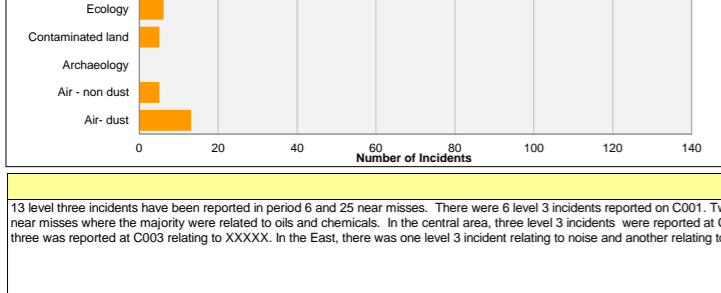 Ecology
Contaminated land
Archaeology
Air - non dust
Air- dust
0 20 40 60 80 100 120 140
Number of Incidents
13 level three incidents have been reported in period 6 and 25 near misses. There were 6 level 3 incidents reported on C001.
near misses where the majority were related to oils and chemicals. In the central area, three level 3 incidents were reported at
three was reported at C003 relating to XXXXX. In the East, there was one level 3 incident relating to noise and another relating